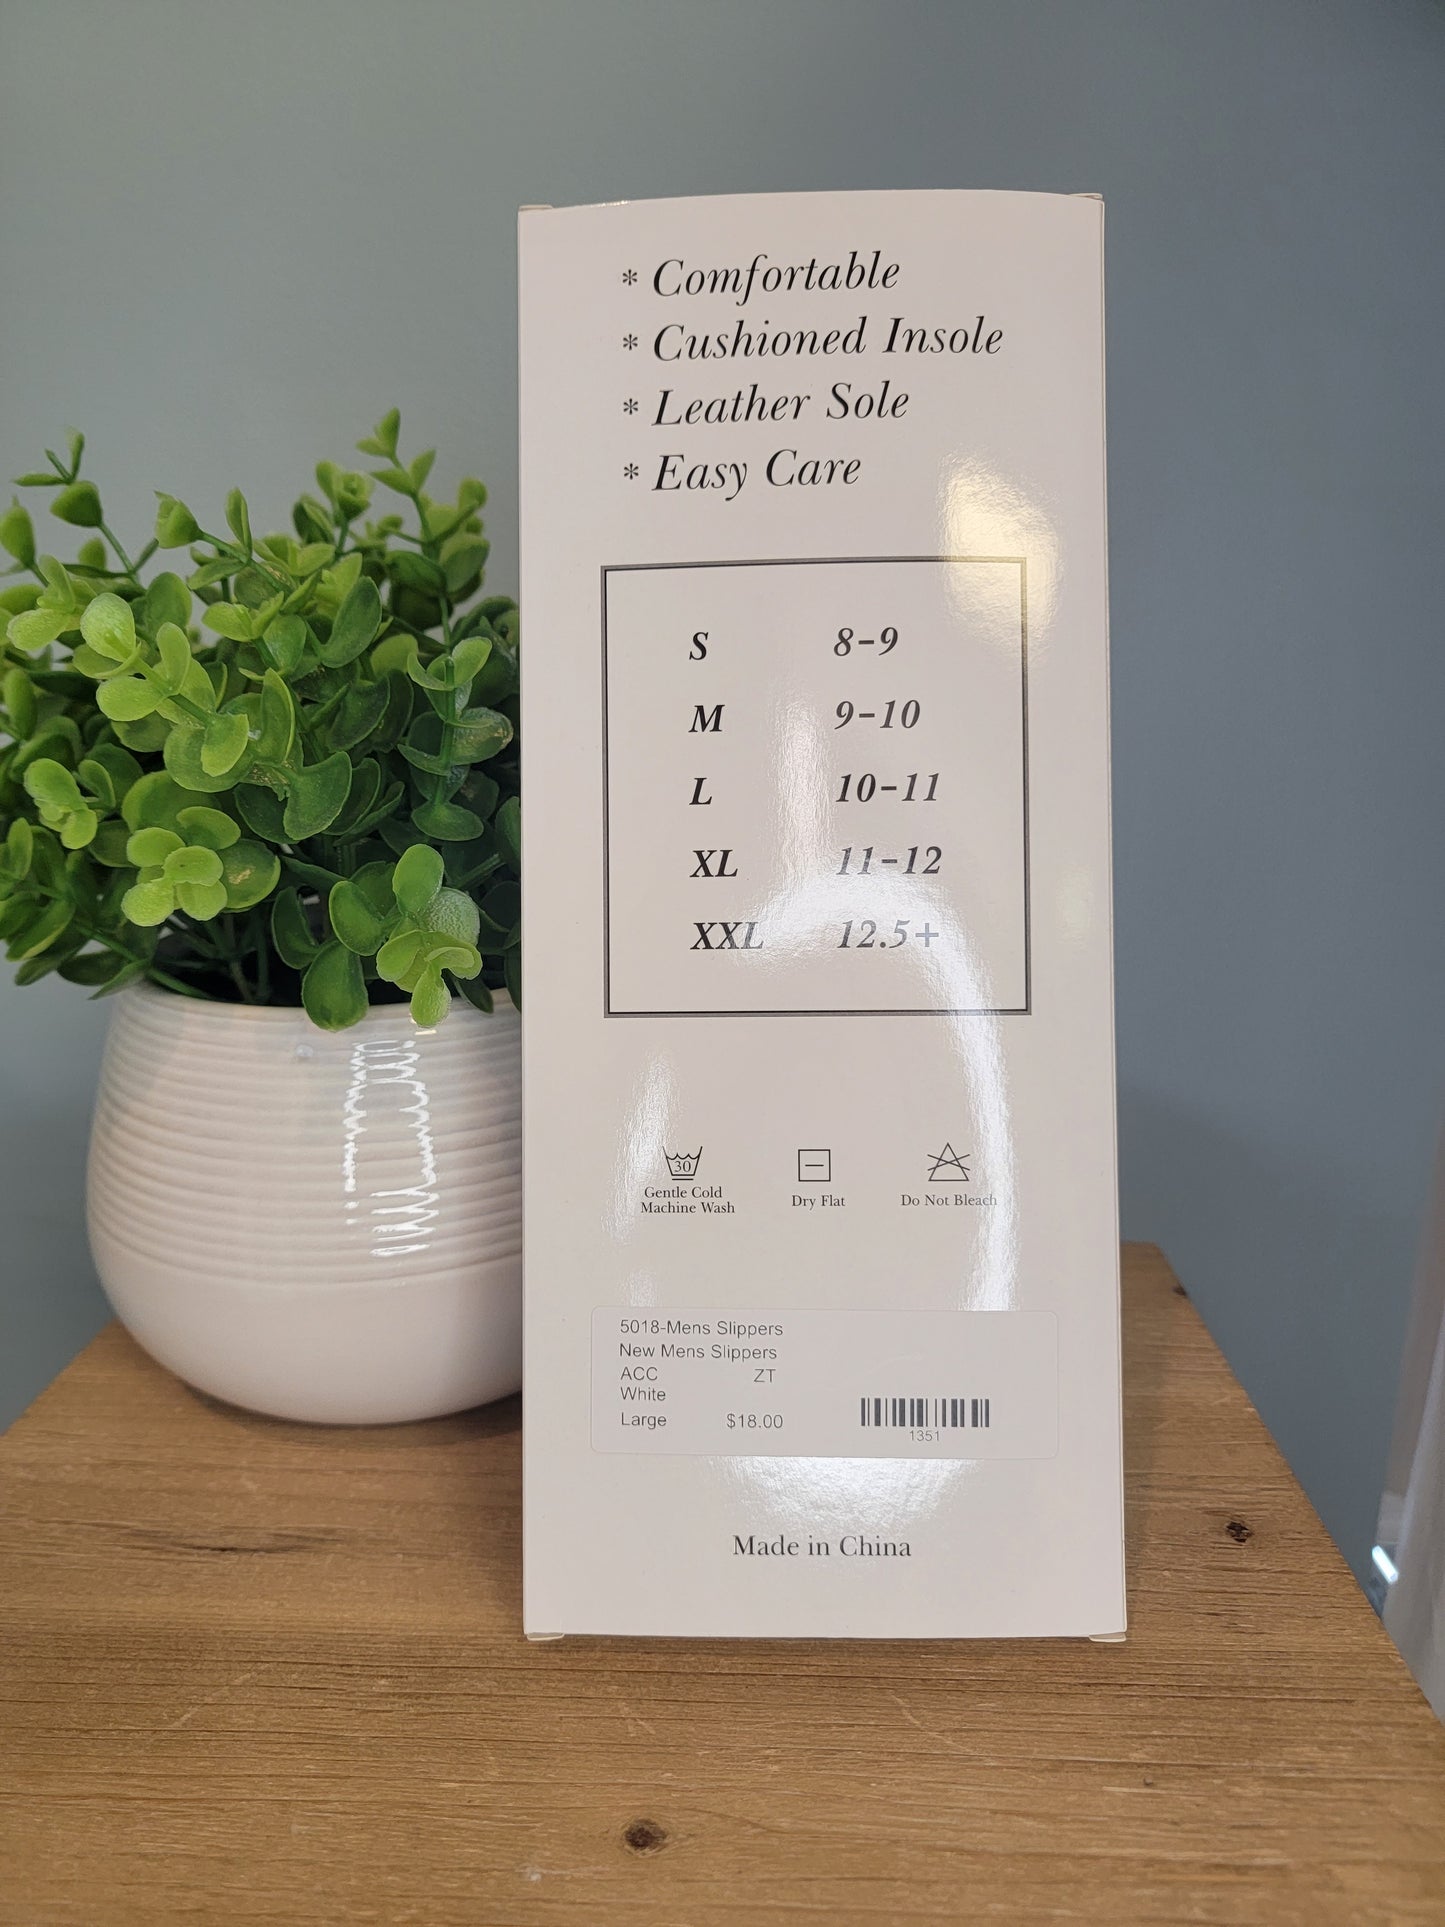 * Comfortable
* Cushioned Insole
* Leather Sole
* Easy Care
S 8-9
M 9-10
L 10-11
XL 11-12
XXL 12.5+
30
Gentle Cold
Machine Wash
Dry Flat
Do Not Bleach
5018-Mens Slippers
New Mens Slippers
ACC ZT
White
Large $18.00
1351
Made in China